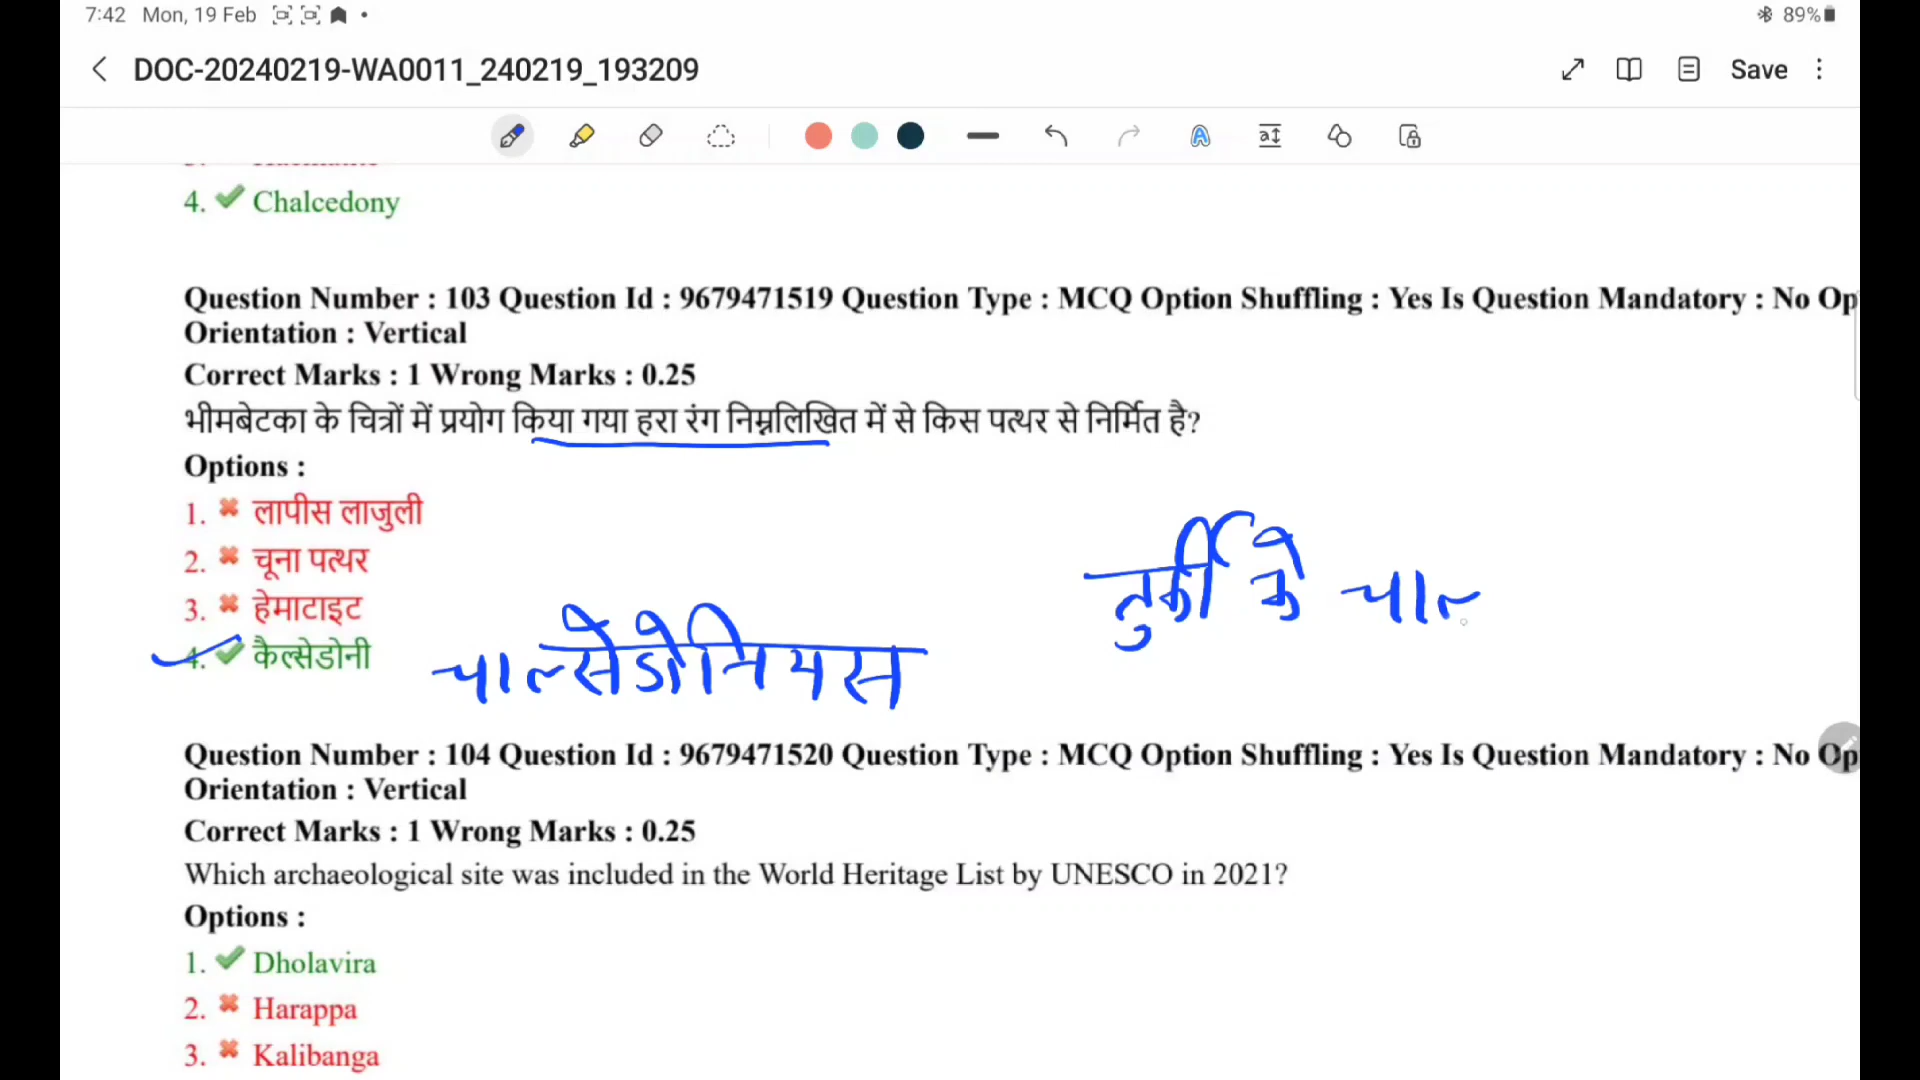 7:42 Mon, 19 Feb
89%
DOC-20240219-WA0011_240219_193209
Save
4. Chalcedony
Question Number : 103 Question Id : 9679471519 Question Type : MCQ Option Shuffling : Yes Is Question Mandatory : No Op
Orientation : Vertical
Correct Marks : 1 Wrong Marks : 0.25
भीमबेटका के चित्रों में प्रयोग किया गया हरा रंग निम्नलिखित में से किस पत्थर से निर्मित है?
Options :
1. लापीस लाजुली
2. चूना पत्थर
3. हेमाटाइट
4. कैल्सेडोनी
चाल्सेडोनियस
तुर्की के चाल
Question Number : 104 Question Id : 9679471520 Question Type : MCQ Option Shuffling : Yes Is Question Mandatory : No Op
Orientation : Vertical
Correct Marks : 1 Wrong Marks : 0.25
Which archaeological site was included in the World Heritage List by UNESCO in 2021?
Options :
1. Dholavira
2. Harappa
3. Kalibanga